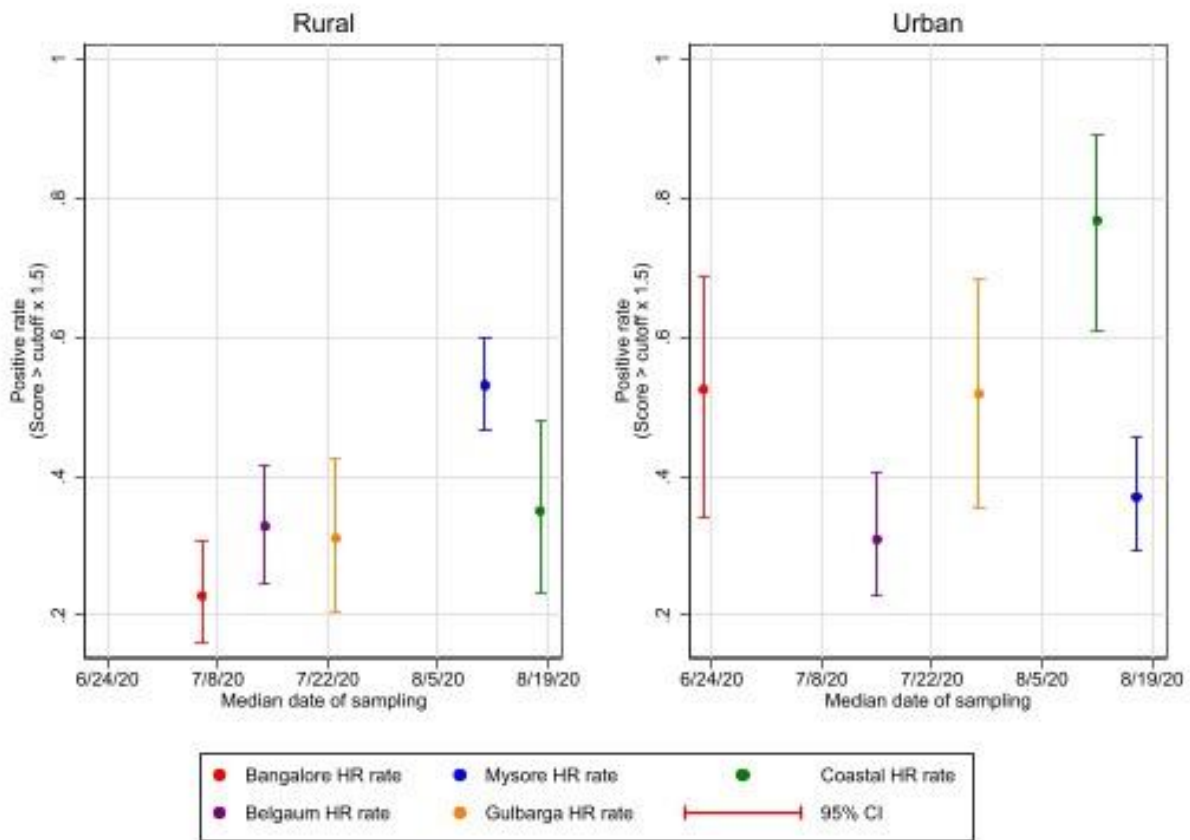 Rural
Urban
1
.8
.6
.4
.2
Positive rate
(Score > cutoff x 1.5)
6/24/20 7/8/20 7/22/20 8/5/20 8/19/20
Median date of sampling
1
.8
.6
.4
.2
Positive rate
(Score > cutoff x 1.5)
6/24/20 7/8/20 7/22/20 8/5/20 8/19/20
Median date of sampling
Bangalore HR rate Mysore HR rate Coastal HR rate
Belgaum HR rate Gulbarga HR rate 95% CI